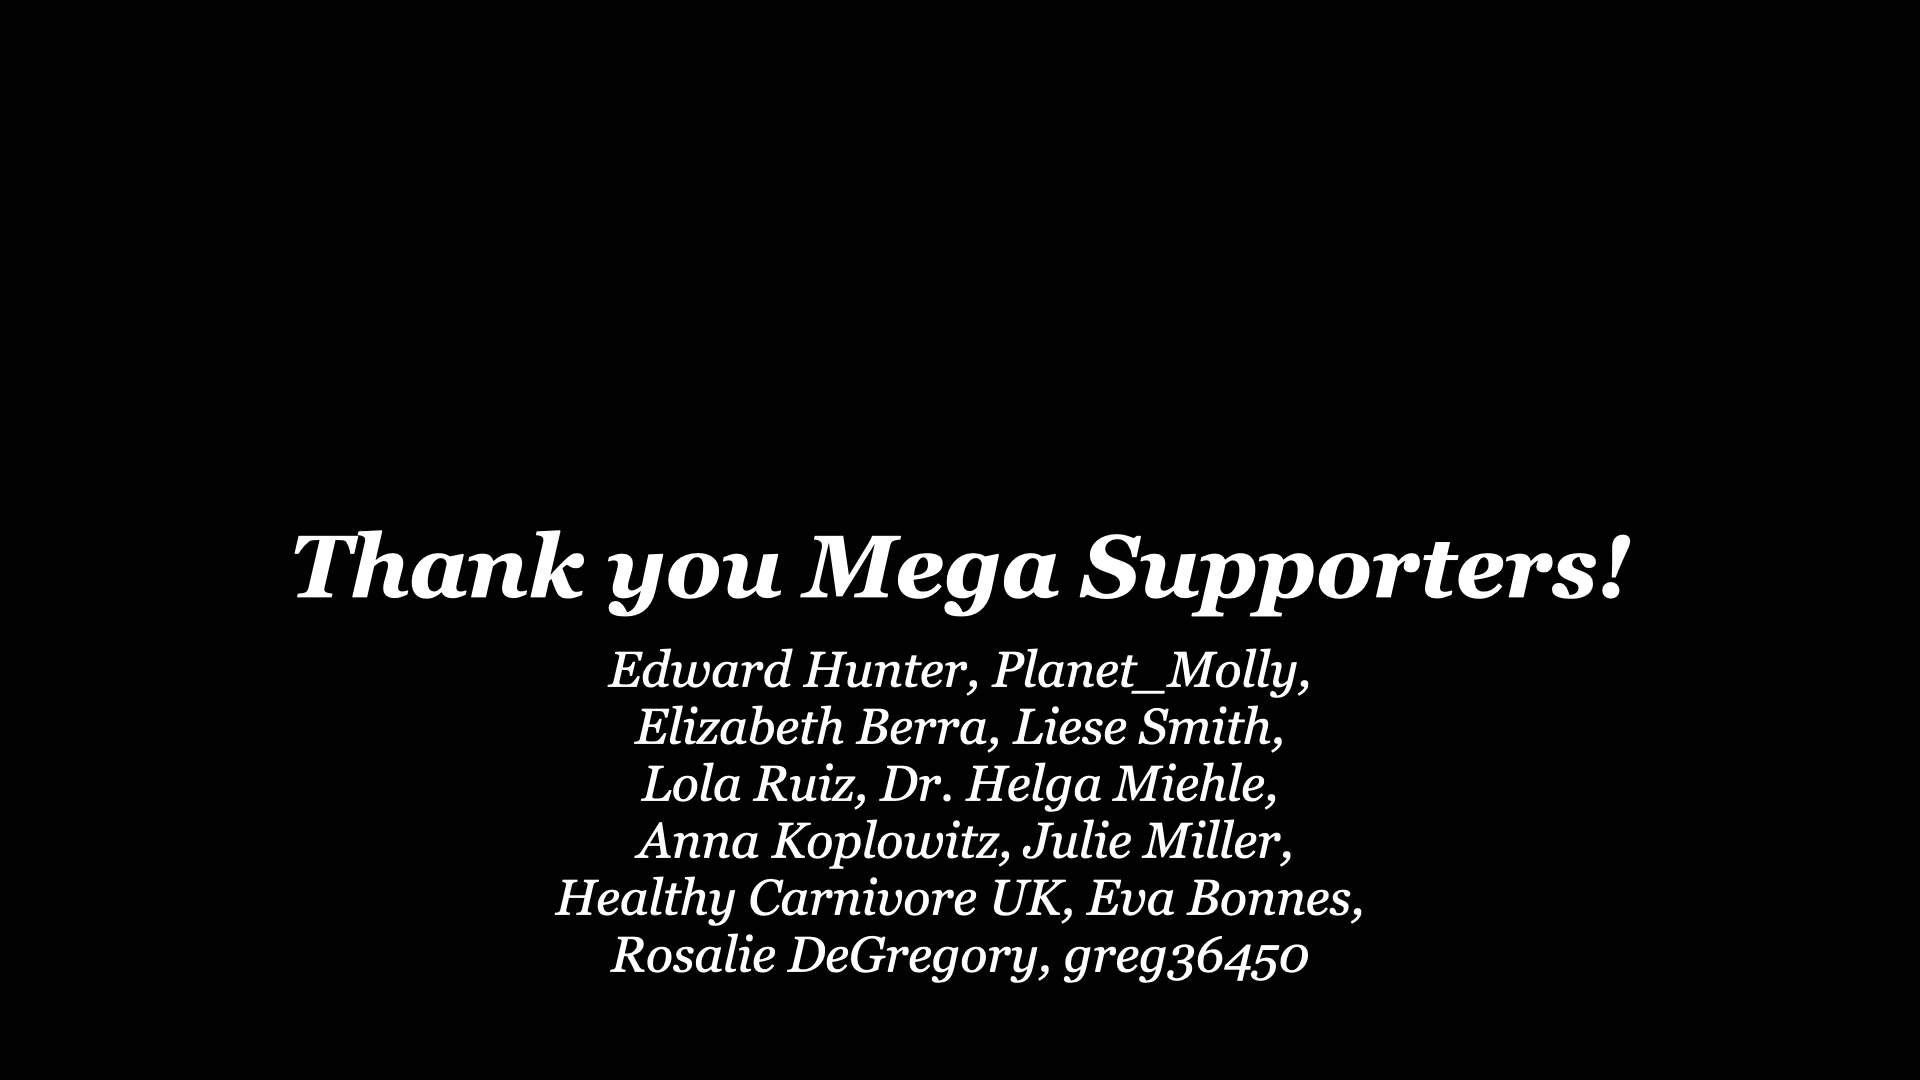 Thank you Mega Supporters!
Edward Hunter, Planet_Molly,
Elizabeth Berra, Liese Smith,
Lola Ruiz, Dr. Helga Miehle,
Anna Koplowitz, Julie Miller,
Healthy Carnivore UK, Eva Bonnes,
Rosalie DeGregory, greg36450